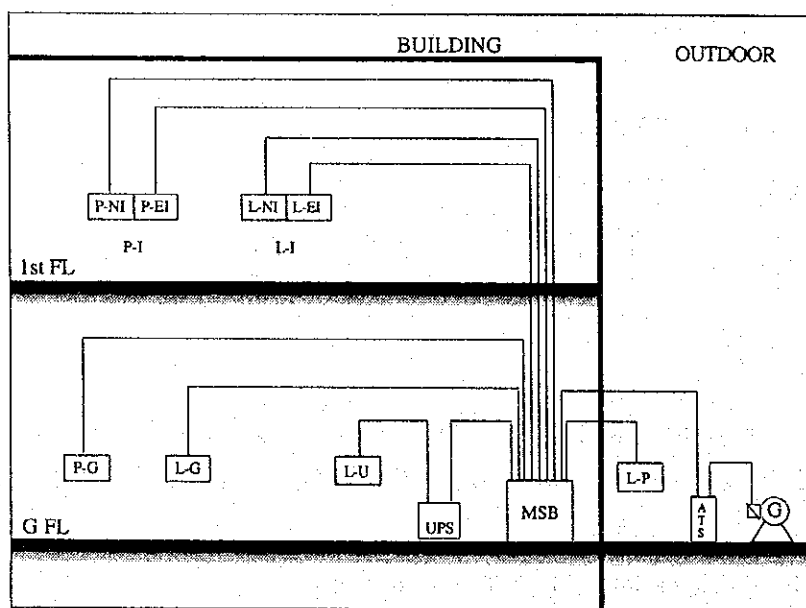 BUILDING
OUTDOOR
P-NI P-EI
L-NI L-EI
P-I
L-I
1st FL
P-G
L-G
L-U
L-P
UPS
MSB
ATS
G
G FL